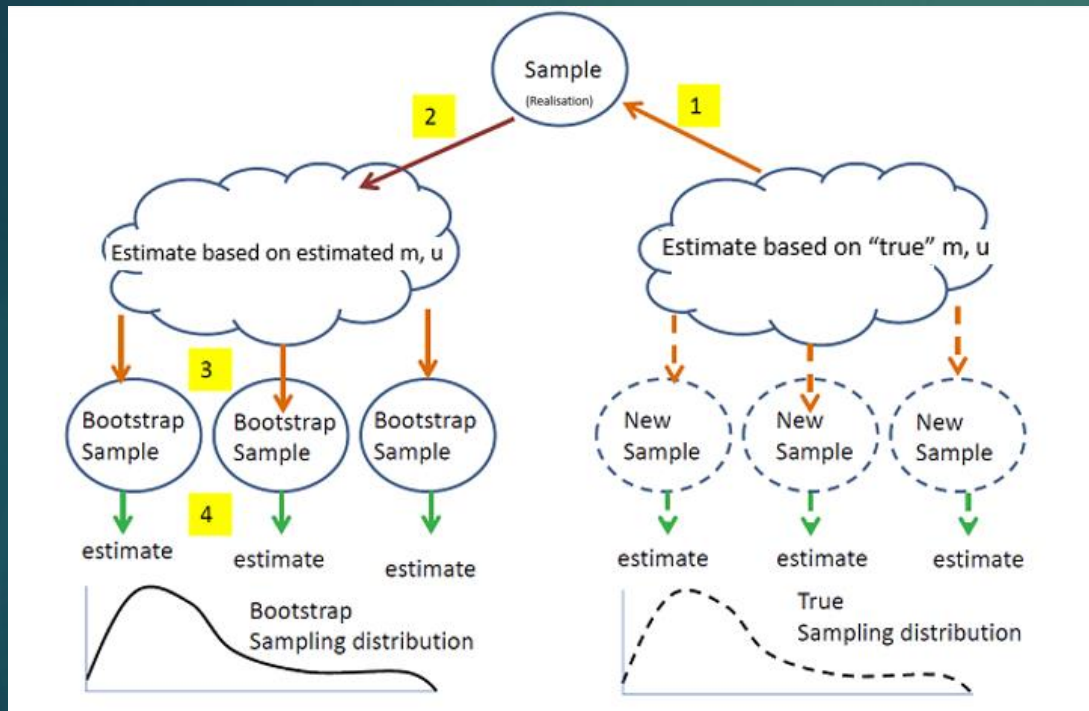 Sample
(Realisation)
1
2
Estimate based on estimated m, u
Estimate based on “true” m, u
3
Bootstrap
Sample
Bootstrap
Sample
Bootstrap
Sample
New
Sample
New
Sample
New
Sample
4
estimate
estimate
estimate
estimate
estimate
estimate
Bootstrap
Sampling distribution
True
Sampling distribution